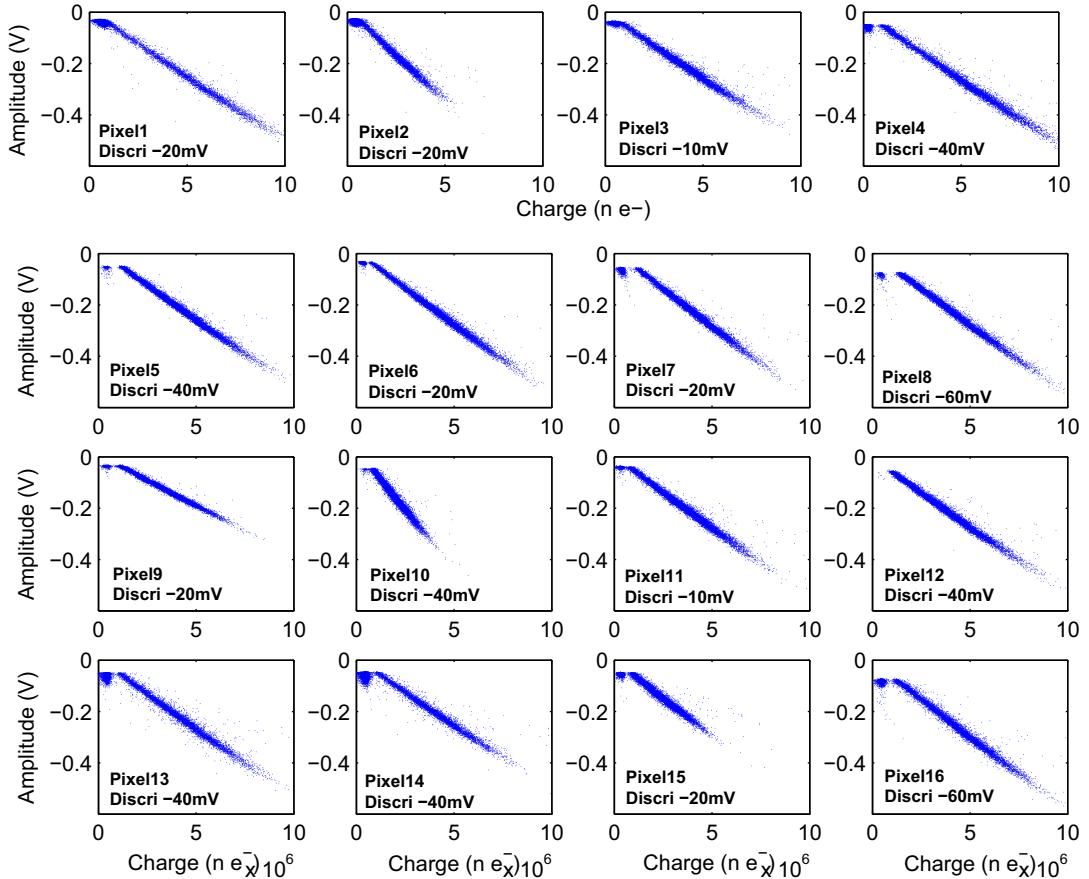 0
−0.2
−0.4
Amplitude (V)
Pixel1
Discri −20mV
0 5 10
0
−0.2
−0.4
Pixel2
Discri −20mV
0 5 10
0
−0.2
−0.4
Pixel3
Discri −10mV
0 5 10
0
−0.2
−0.4
Pixel4
Discri −40mV
0 5 10
Charge (n e−)
0
−0.2
−0.4
Amplitude (V)
Pixel5
Discri −40mV
0 5 10
0
−0.2
−0.4
Pixel6
Discri −20mV
0 5 10
0
−0.2
−0.4
Pixel7
Discri −20mV
0 5 10
0
−0.2
−0.4
Pixel8
Discri −60mV
0 5 10
0
−0.2
−0.4
Amplitude (V)
Pixel9
Discri −20mV
0 5 10
0
−0.2
−0.4
Pixel10
Discri −40mV
0 5 10
0
−0.2
−0.4
Pixel11
Discri −10mV
0 5 10
0
−0.2
−0.4
Pixel12
Discri −40mV
0 5 10
0
−0.2
−0.4
Amplitude (V)
Pixel13
Discri −40mV
0 5 10
Charge (n e−)x10^6
0
−0.2
−0.4
Pixel14
Discri −40mV
0 5 10
Charge (n e−)x10^6
0
−0.2
−0.4
Pixel15
Discri −20mV
0 5 10
Charge (n e−)x10^6
0
−0.2
−0.4
Pixel16
Discri −60mV
0 5 10
Charge (n e−)x10^6